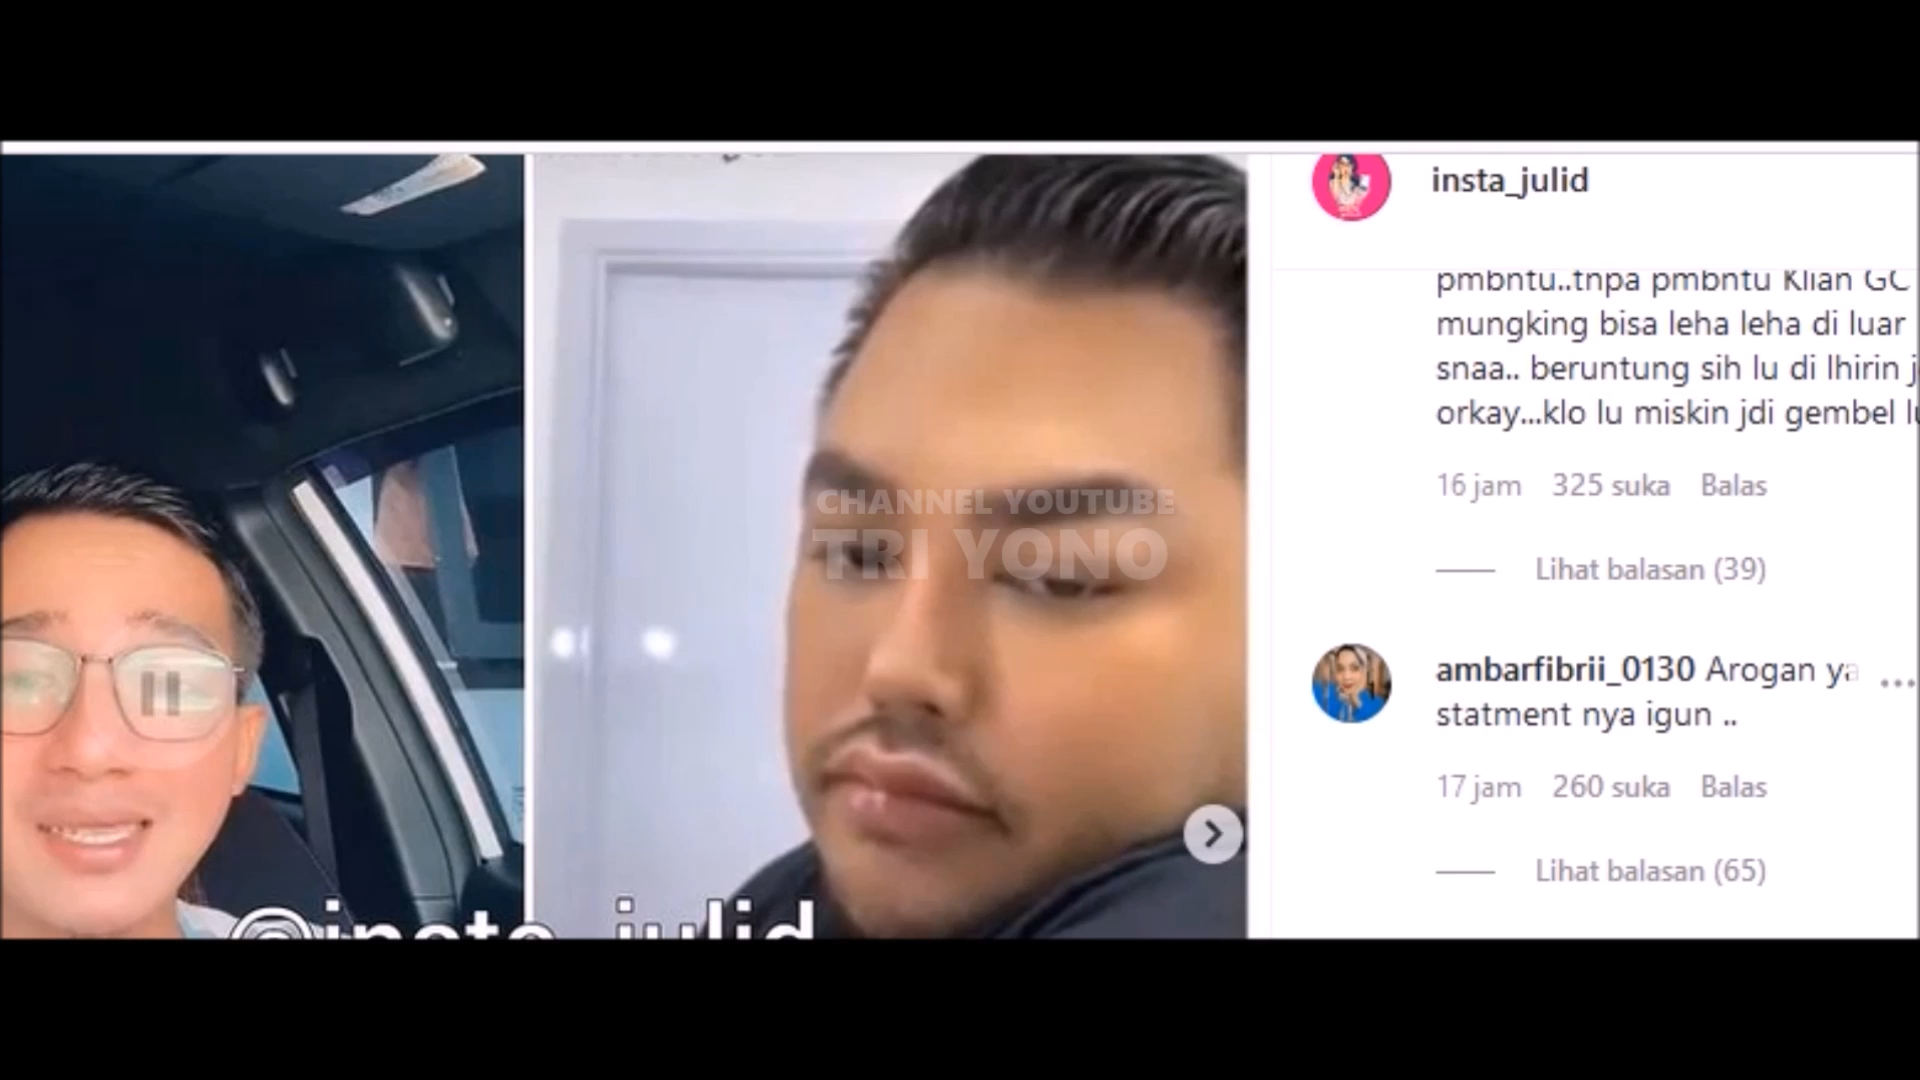 insta_julid
pmbntu..tnpa pmbntu Klian GC
mungking bisa leha leha di luar
snaa.. beruntung sih lu di lhirin
orkay...klo lu miskin jdi gembel
16 jam 325 suka Balas
Lihat balasan (39)
ambarfibrii_0130 Arogan ya
statment nya igun ..
17 jam 260 suka Balas
Lihat balasan (65)
CHANNEL YOUTUBE
TRI YONO
@insta_julid